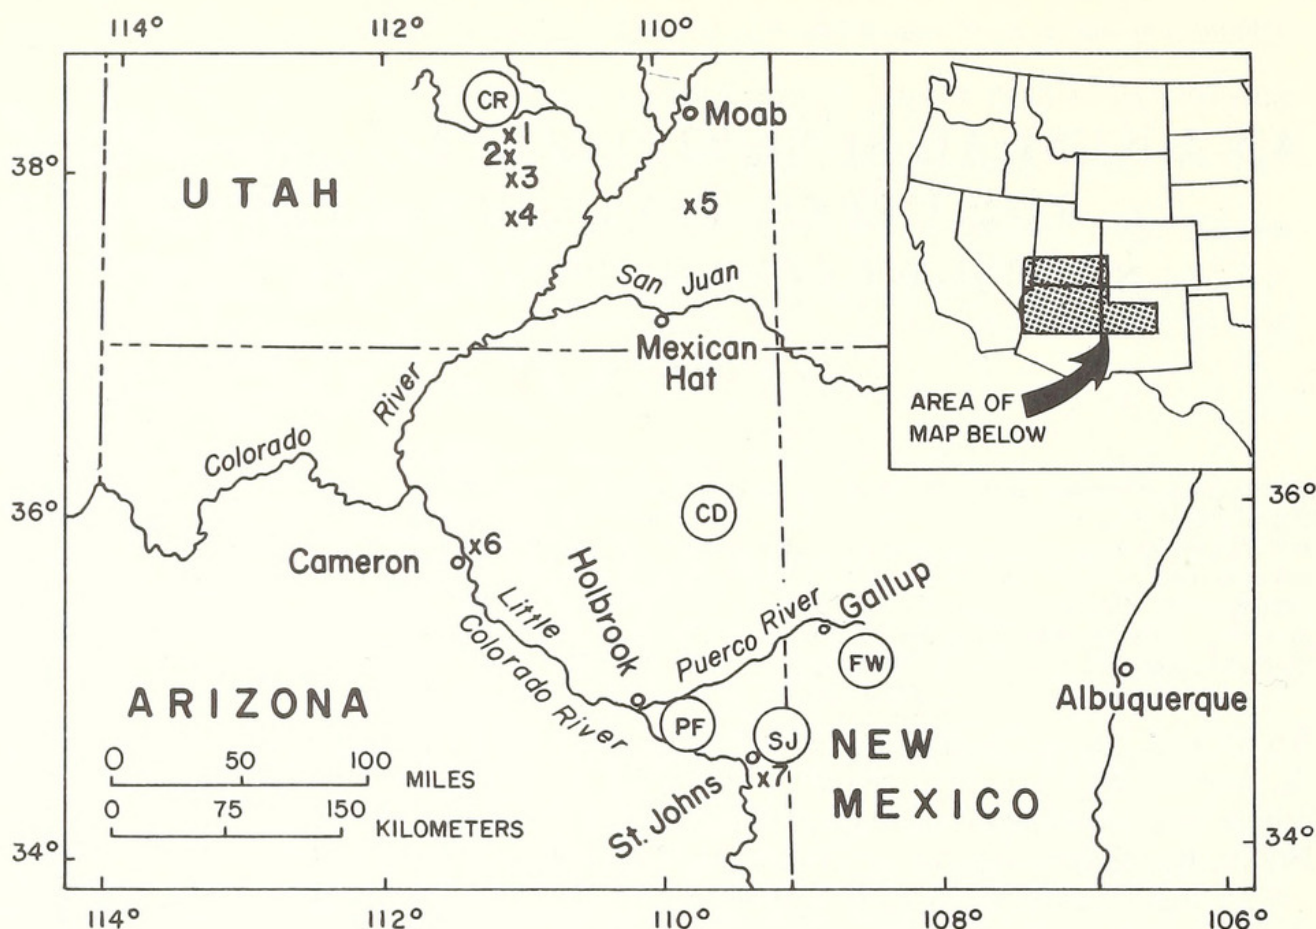 114°
112°
110°
CR
Moab
x1
2x
38°
x3
UTAH
x4
x5
San Juan
Mexican
Hat
River
AREA OF
MAP BELOW
Colorado
36°
36°
CD
x6
Cameron
Holbrook
Little
Colorado River
Puerco River
Gallup
FW
ARIZONA
Albuquerque
PF
SJ
NEW
MEXICO
0 50 100
MILES
x7
0 75 150
KILOMETERS
St. Johns
34°
34°
114°
112°
110°
108°
106°